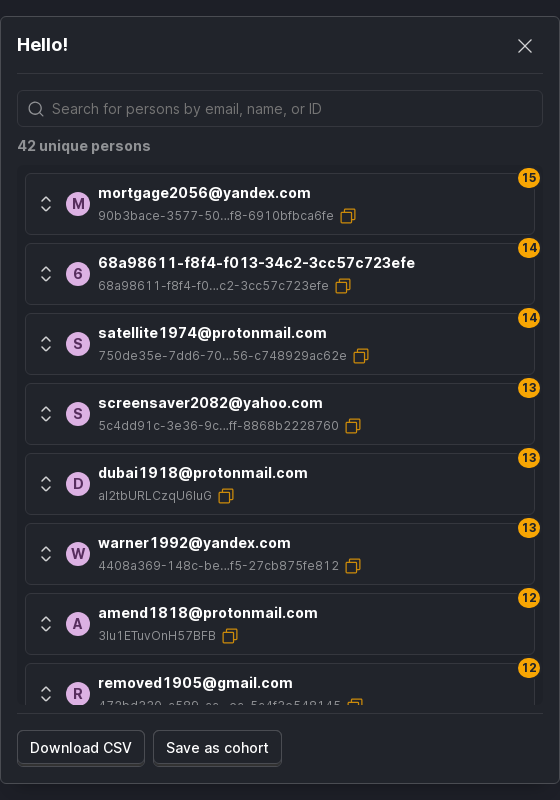 Hello!
Search for persons by email, name, or ID
42 unique persons
15
M
mortgage2056@yandex.com
90b3bace-3577-50...f8-6910bfbca6fe
14
6
68a98611-f8f4-f013-34c2-3cc57c723efe
68a98611-f8f4-f0...c2-3cc57c723efe
14
S
satellite1974@protonmail.com
750de35e-7dd6-70...56-c748929ac62e
13
S
screensaver2082@yahoo.com
5c4dd91c-3e36-9c...ff-8868b2228760
13
D
dubai1918@protonmail.com
al2tbURLCzqU6luG
13
W
warner1992@yandex.com
4408a369-148c-be...f5-27cb875fe812
12
A
amend1818@protonmail.com
3lu1ETuvOnH57BFB
12
R
removed1905@gmail.com
Download CSV
Save as cohort